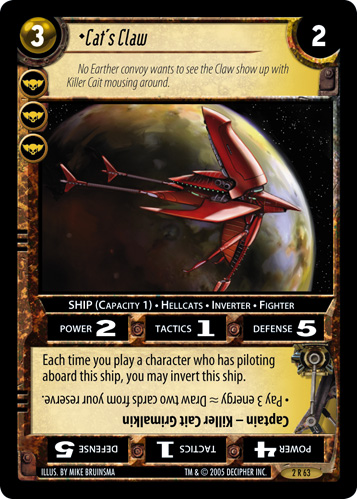 3
•Cat's Claw
2
No Earther convoy wants to see the Claw show up with
Killer Cait mousing around.
SHIP (CAPACITY 1) • HELLCATS • INVERTER • FIGHTER
POWER 2 TACTICS 1 DEFENSE 5
Each time you play a character who has piloting
aboard this ship, you may invert this ship.
Captain – Killer Cait Grimalkin
• Pay 3 energy ≈ Draw two cards from your reserve.
POWER 4 TACTICS 1 DEFENSE 5
ILLUS. BY MIKE BRUINSMA TM & © 2005 DECIPHER INC. 2 R 63